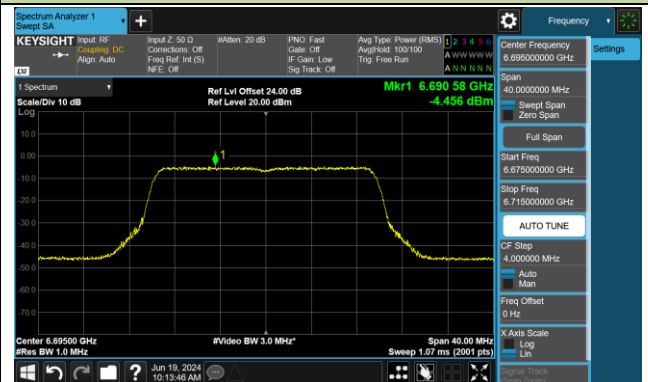 Spectrum Analyzer 1
Swept SA
Frequency
KEYSIGHT
Input: RF
Coupling: DC
Align: Auto
Input Z: 50 Ω
Corrections: Off
Freq Ref: Int (S)
NFE: Off
#Atten: 20 dB
PNO: Fast
Gate: Off
IF Gain: Low
Sig Track: Off
Avg Type: Power (RMS)
Avg|Hold: 100/100
Trig: Free Run
1 2 3 4 5 6
A W W W W W
A N N N N N
LXI
1 Spectrum
Scale/Div 10 dB
Ref Lvl Offset 24.00 dB
Ref Level 20.00 dBm
Mkr1 6.690 58 GHz
-4.456 dBm
Log
10.0
0.00
-10.0
-20.0
-30.0
-40.0
-50.0
-60.0
-70.0
1
Center 6.69500 GHz
#Res BW 1.0 MHz
#Video BW 3.0 MHz*
Span 40.00 MHz
Sweep 1.07 ms (2001 pts)
Jun 19, 2024
10:13:46 AM
Center Frequency
6.695000000 GHz
Settings
Span
40.0000000 MHz
Swept Span
Zero Span
Full Span
Start Freq
6.675000000 GHz
Stop Freq
6.715000000 GHz
AUTO TUNE
CF Step
4.000000 MHz
Auto
Man
Freq Offset
0 Hz
X Axis Scale
Log
Lin
Signal Track